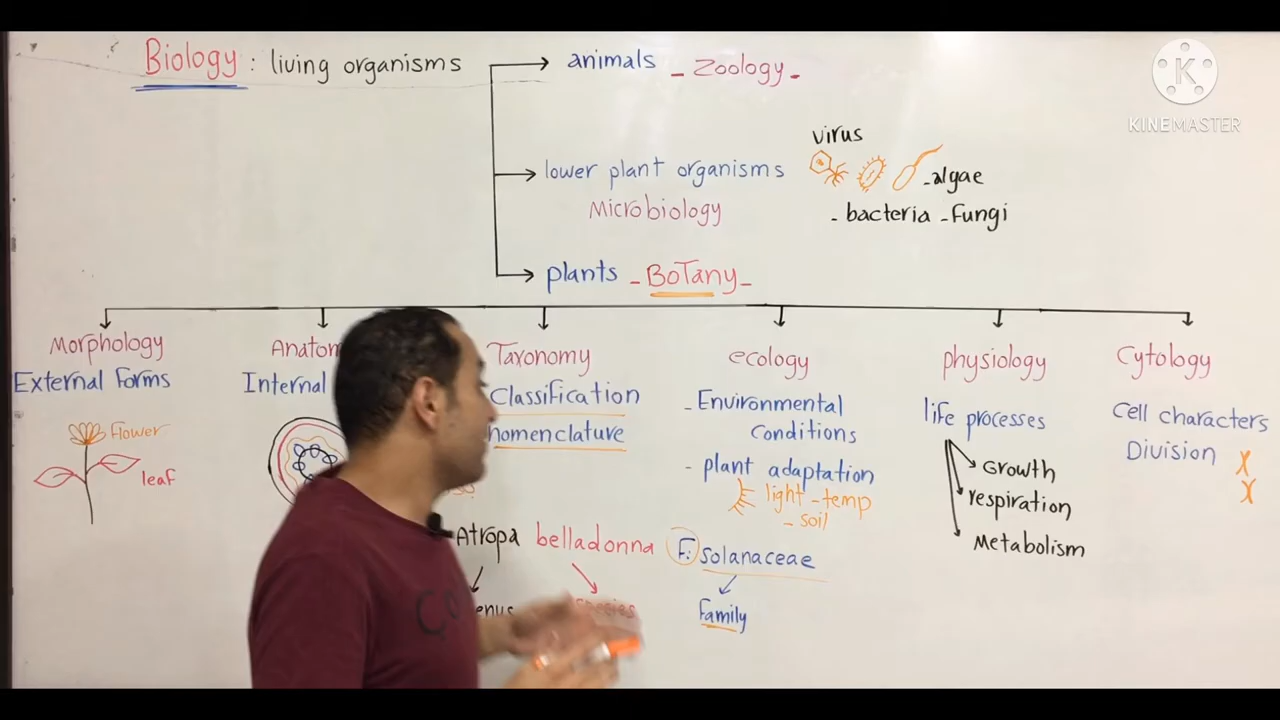 Biology : living organisms
animals - Zoology -
KINEMASTER
virus
lower plant organisms
- algae
Microbiology
- bacteria - Fungi
plants - BoTany -
Morphology
External Forms
Flower
leaf
Internal
Taxonomy
Classification
nomenclature
Atropa belladonna
species
ecology
- Environmental
Conditions
- plant adaptation
light - temp
- soil
F: Solanaceae
Family
physiology
life processes
Growth
respiration
Metabolism
Cytology
Cell characters
Division